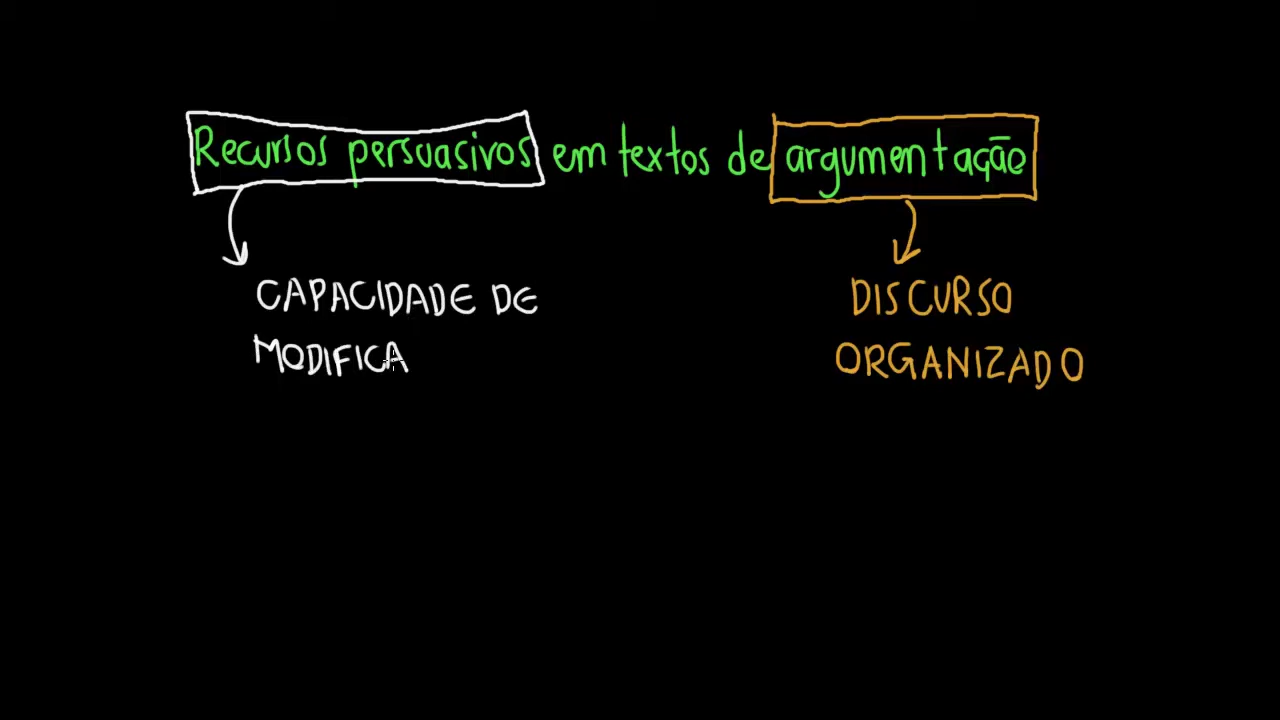 Recursos persuasivos em textos de argumentação
CAPACIDADE DE
MODIFICA
DISCURSO
ORGANIZADO